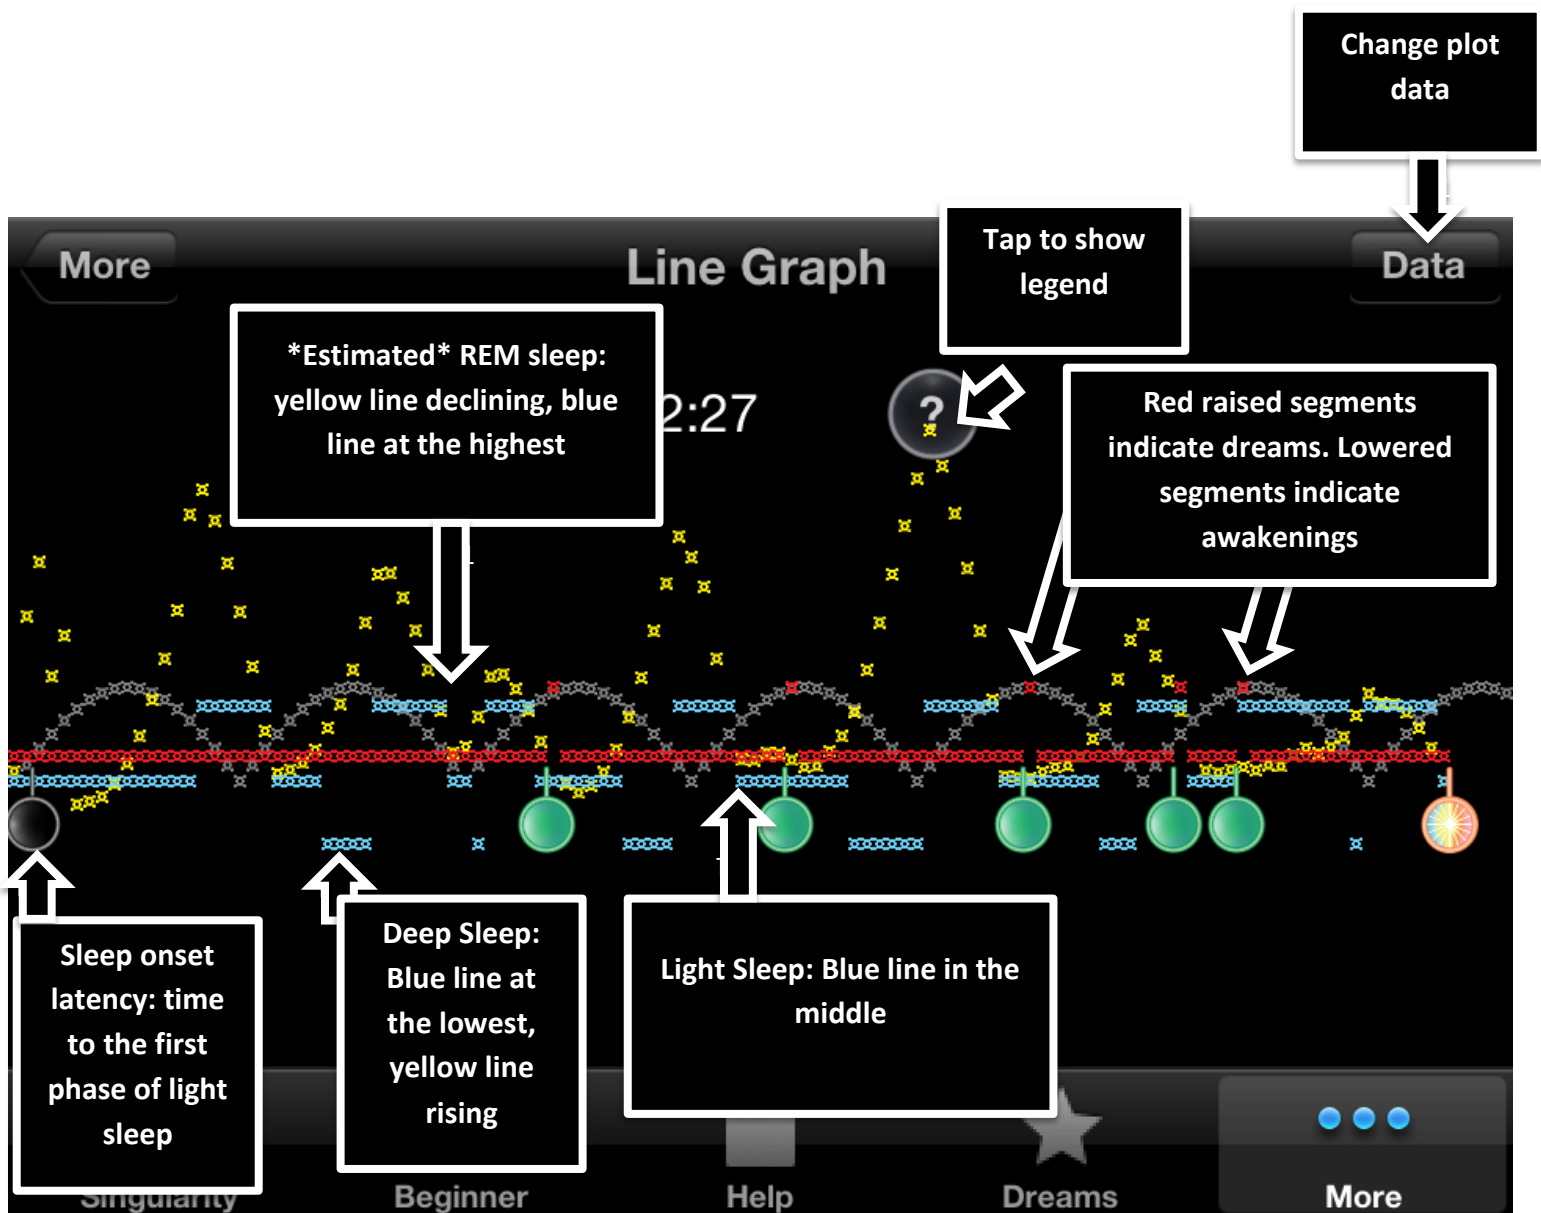 Change plot
data
More
Line Graph
Data
Tap to show
legend
*Estimated* REM sleep:
yellow line declining, blue
line at the highest
2:27
?
Red raised segments
indicate dreams. Lowered
segments indicate
awakenings
Sleep onset
latency: time
to the first
phase of light
sleep
Deep Sleep:
Blue line at
the lowest,
yellow line
rising
Light Sleep: Blue line in the
middle
Singularity
Beginner
Help
Dreams
More